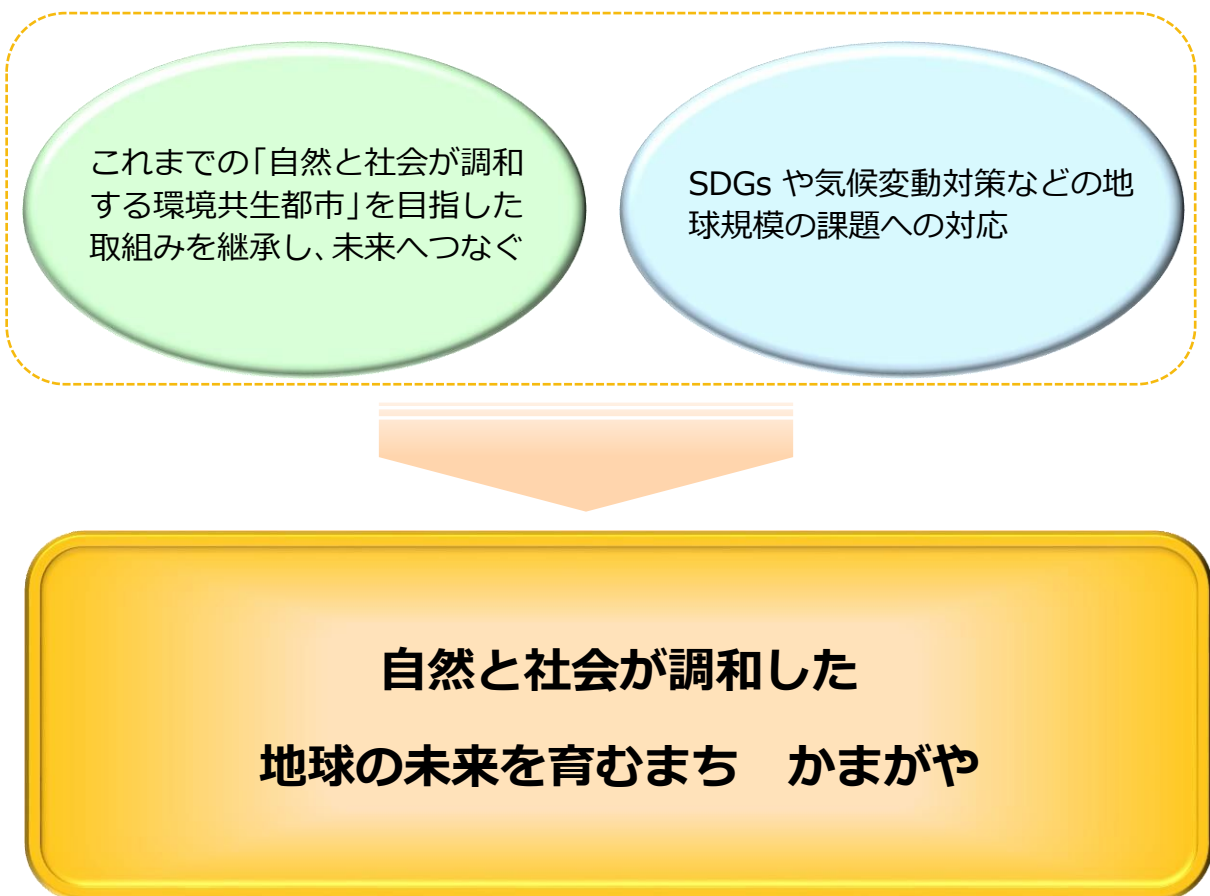 これまでの｢自然と社会が調和
する環境共生都市｣を目指した
取組みを継承し、未来へつなぐ
SDGs や気候変動対策などの地
球規模の課題への対応
自然と社会が調和した
地球の未来を育むまち　かまがや